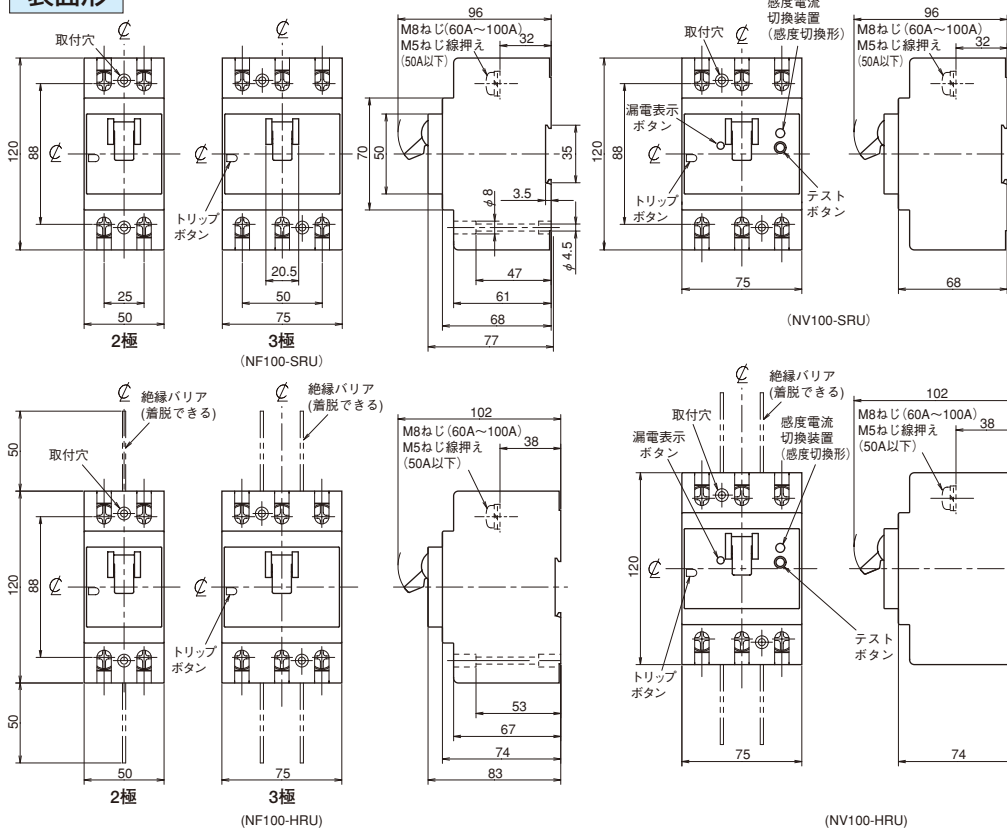 表面形
感度電流
切換装置
(感度切換形)
取付穴
96
M8ねじ(60A〜100A)
M5ねじ線押え
(50A以下)
32
120
88
25
50
2極
トリップ
ボタン
20.5
50
75
3極
(NF100-SRU)
70
50
35
3.5
φ8
φ4.5
47
61
68
77
取付穴
96
M8ねじ(60A〜100A)
M5ねじ線押え
(50A以下)
32
漏電表示
ボタン
120
88
トリップ
ボタン
テスト
ボタン
75
68
(NV100-SRU)
絶縁バリア
(着脱できる)
絶縁バリア
(着脱できる)
取付穴
50
120
88
50
50
2極
トリップ
ボタン
75
3極
(NF100-HRU)
102
M8ねじ(60A〜100A)
M5ねじ線押え
(50A以下)
38
53
67
74
83
絶縁バリア
(着脱できる)
取付穴
漏電表示
ボタン
感度電流
切換装置
(感度切換形)
102
M8ねじ(60A〜100A)
M5ねじ線押え
(50A以下)
38
120
トリップ
ボタン
テスト
ボタン
75
74
(NV100-HRU)